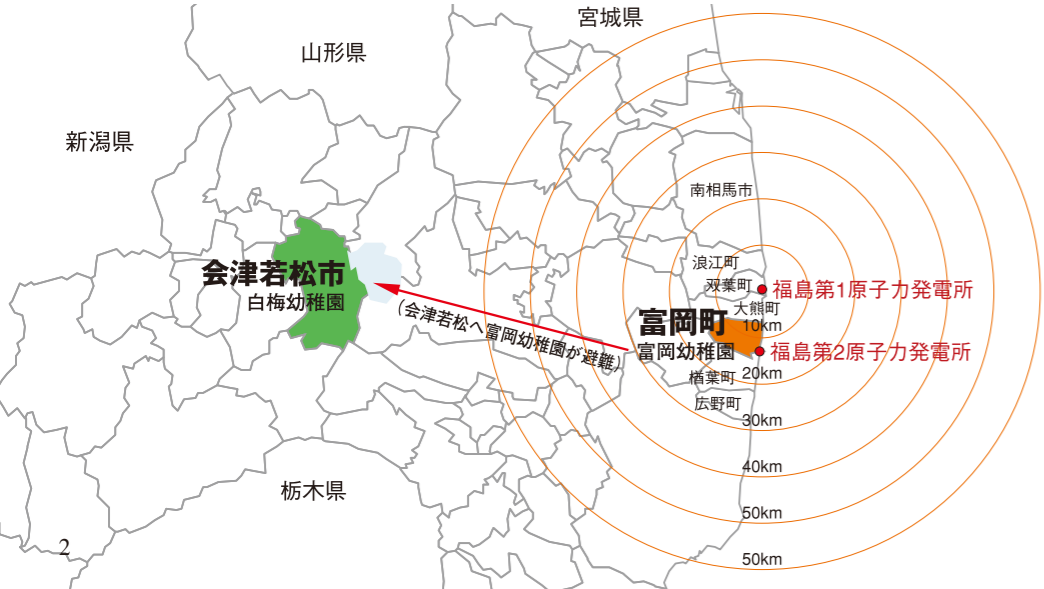 宮城県
山形県
新潟県
南相馬市
浪江町
双葉町
福島第1原子力発電所
大熊町
10km
会津若松市
白梅幼稚園
(会津若松へ富岡幼稚園が避難)
富岡町
富岡幼稚園
福島第2原子力発電所
20km
楢葉町
広野町
30km
40km
栃木県
50km
2
50km